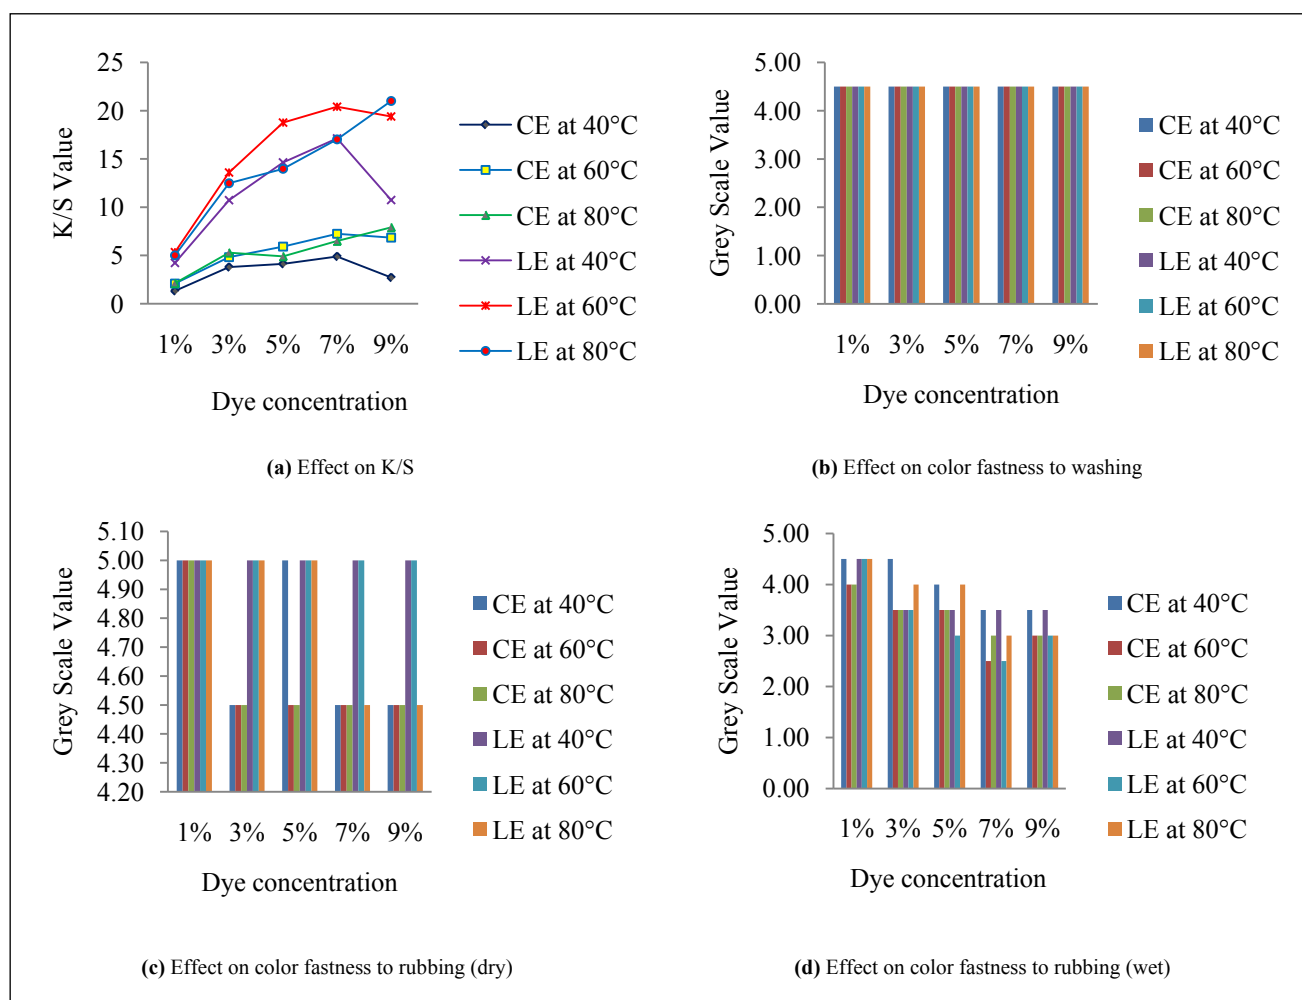 25
20
15
10
5
0
K/S Value
1% 3% 5% 7% 9%
Dye concentration
CE at 40°C
CE at 60°C
CE at 80°C
LE at 40°C
LE at 60°C
LE at 80°C
(a) Effect on K/S
5.00
4.00
3.00
2.00
1.00
0.00
Grey Scale Value
1% 3% 5% 7% 9%
Dye concentration
CE at 40°C
CE at 60°C
CE at 80°C
LE at 40°C
LE at 60°C
LE at 80°C
(b) Effect on color fastness to washing
5.10
5.00
4.90
4.80
4.70
4.60
4.50
4.40
4.30
4.20
Grey Scale Value
1% 3% 5% 7% 9%
Dye concentration
CE at 40°C
CE at 60°C
CE at 80°C
LE at 40°C
LE at 60°C
LE at 80°C
(c) Effect on color fastness to rubbing (dry)
5.00
4.00
3.00
2.00
1.00
0.00
Grey Scale Value
1% 3% 5% 7% 9%
Dye concentration
CE at 40°C
CE at 60°C
CE at 80°C
LE at 40°C
LE at 60°C
LE at 80°C
(d) Effect on color fastness to rubbing (wet)